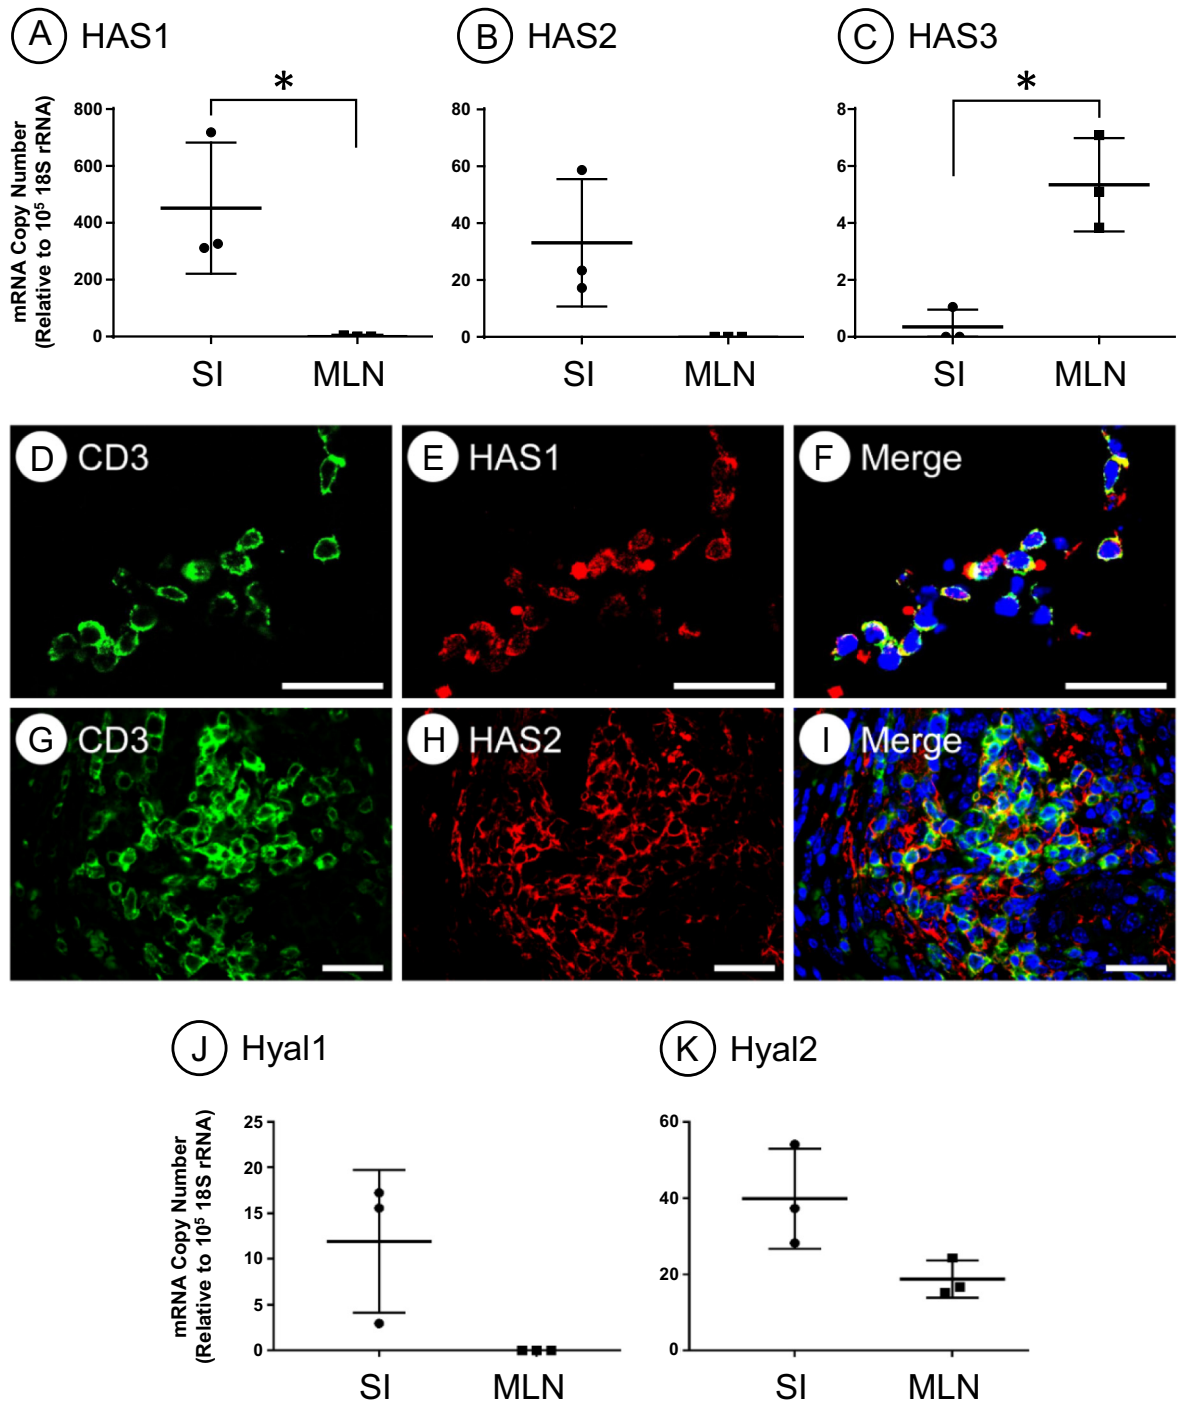 A HAS1
B HAS2
C HAS3
*
*
mRNA Copy Number
(Relative to 10⁵ 18S rRNA)
800
600
400
200
0
SI
MLN
80
60
40
20
0
SI
MLN
8
6
4
2
0
SI
MLN
D CD3
E HAS1
F Merge
G CD3
H HAS2
I Merge
J Hyal1
K Hyal2
mRNA Copy Number
(Relative to 10⁵ 18S rRNA)
25
20
15
10
5
0
SI
MLN
60
40
20
0
SI
MLN